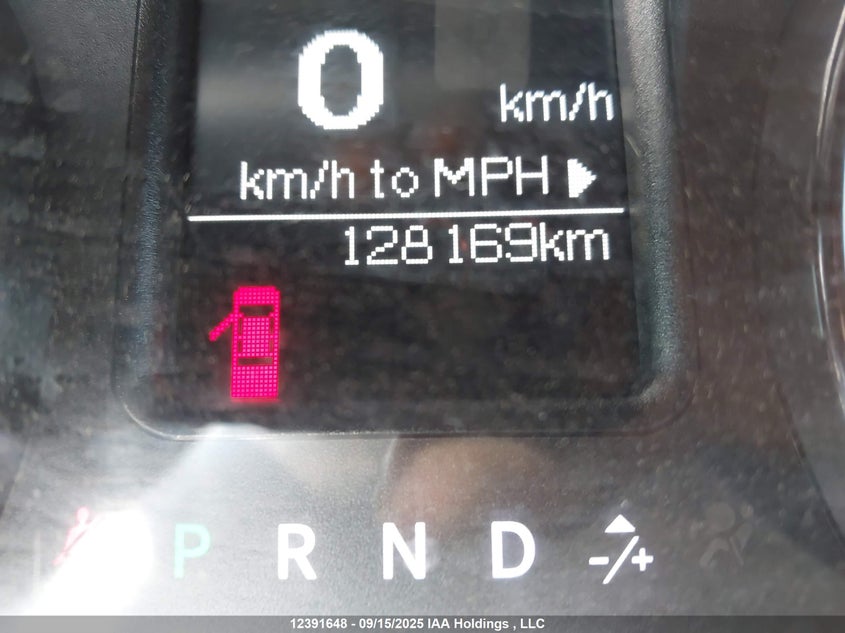 0 km/h
km/h to MPH ▶
128169km
P R N D -/+
12391648 - 09/15/2025 IAA Holdings , LLC